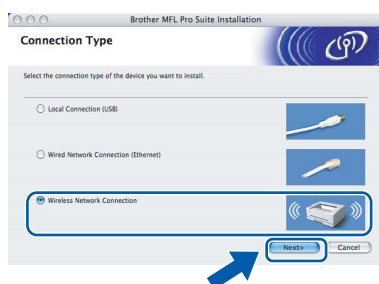 Brother MFL Pro Suite Installation
Connection Type
Select the connection type of the device you want to install.
Local Connection (USB)
Wired Network Connection (Ethernet)
Wireless Network Connection
Next>
Cancel